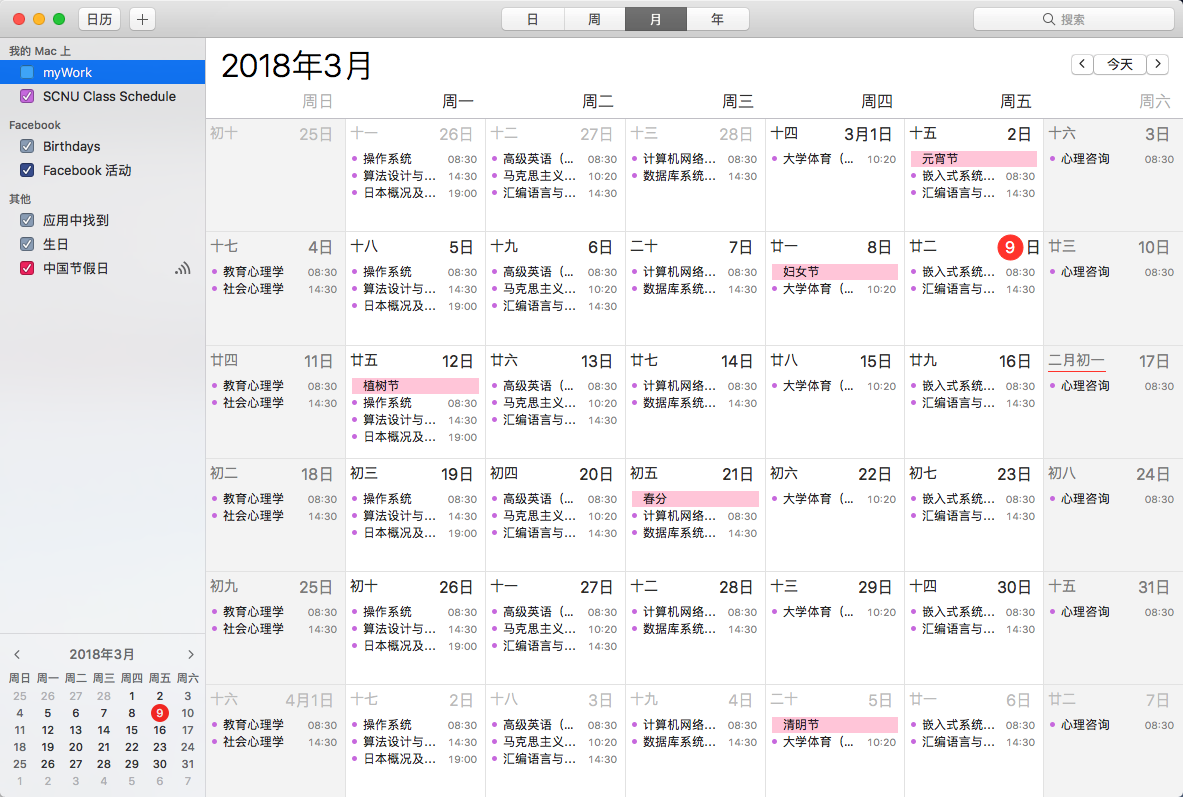 日历 + 日 周 月 年 搜索
我的 Mac 上
myWork
SCNU Class Schedule
Facebook
Birthdays
Facebook 活动
其他
应用中找到
生日
中国节假日
2018年3月
周日 周一 周二 周三 周四 周五 周六
25 26 27 28 1 2 3
4 5 6 7 8 9 10
11 12 13 14 15 16 17
18 19 20 21 22 23 24
25 26 27 28 29 30 31
1 2 3 4 5 6 7
2018年3月 今天
周日 周一 周二 周三 周四 周五 周六
初十 25日 十一 26日 十二 27日 十三 28日 十四 3月1日 十五 2日 十六 3日
操作系统 08:30 高级英语（… 08:30 计算机网络… 08:30 大学体育（… 10:20 元宵节 心理咨询 08:30
算法设计与… 14:30 马克思主义… 10:20 数据库系统… 14:30 嵌入式系统… 08:30
日本概况及… 19:00 汇编语言与… 14:30 汇编语言与… 14:30
十七 4日 十八 5日 十九 6日 二十 7日 廿一 8日 廿二 9日 廿三 10日
教育心理学 08:30 操作系统 08:30 高级英语（… 08:30 计算机网络… 08:30 妇女节 嵌入式系统… 08:30 心理咨询 08:30
社会心理学 14:30 算法设计与… 14:30 马克思主义… 10:20 数据库系统… 14:30 大学体育（… 10:20 汇编语言与… 14:30
日本概况及… 19:00 汇编语言与… 14:30
廿四 11日 廿五 12日 廿六 13日 廿七 14日 廿八 15日 廿九 16日 二月初一 17日
教育心理学 08:30 植树节 高级英语（… 08:30 计算机网络… 08:30 大学体育（… 10:20 嵌入式系统… 08:30 心理咨询 08:30
社会心理学 14:30 操作系统 08:30 马克思主义… 10:20 数据库系统… 14:30 汇编语言与… 14:30
算法设计与… 14:30 汇编语言与… 14:30
日本概况及… 19:00
初二 18日 初三 19日 初四 20日 初五 21日 初六 22日 初七 23日 初八 24日
教育心理学 08:30 操作系统 08:30 高级英语（… 08:30 春分 大学体育（… 10:20 嵌入式系统… 08:30 心理咨询 08:30
社会心理学 14:30 算法设计与… 14:30 马克思主义… 10:20 计算机网络… 08:30 汇编语言与… 14:30
日本概况及… 19:00 汇编语言与… 14:30 数据库系统… 14:30
初九 25日 初十 26日 十一 27日 十二 28日 十三 29日 十四 30日 十五 31日
教育心理学 08:30 操作系统 08:30 高级英语（… 08:30 计算机网络… 08:30 大学体育（… 10:20 嵌入式系统… 08:30 心理咨询 08:30
社会心理学 14:30 算法设计与… 14:30 马克思主义… 10:20 数据库系统… 14:30 汇编语言与… 14:30
日本概况及… 19:00 汇编语言与… 14:30
十六 4月1日 十七 2日 十八 3日 十九 4日 二十 5日 廿一 6日 廿二 7日
教育心理学 08:30 操作系统 08:30 高级英语（… 08:30 计算机网络… 08:30 清明节 嵌入式系统… 08:30 心理咨询 08:30
社会心理学 14:30 算法设计与… 14:30 马克思主义… 10:20 数据库系统… 14:30 大学体育（… 10:20 汇编语言与… 14:30
日本概况及… 19:00 汇编语言与… 14:30